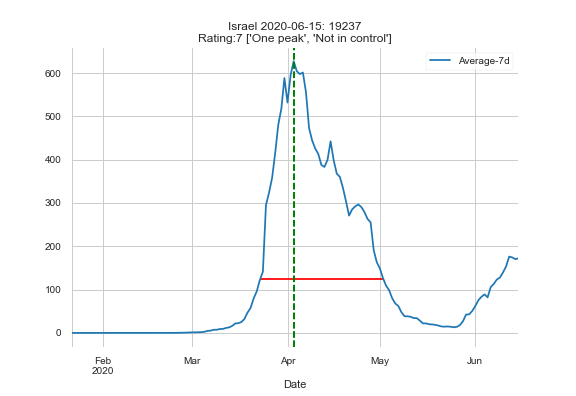 Israel 2020-06-15: 19237
Rating:7 ['One peak', 'Not in control']
Average-7d
600
500
400
300
200
100
0
Feb
2020
Mar
Apr
May
Jun
Date